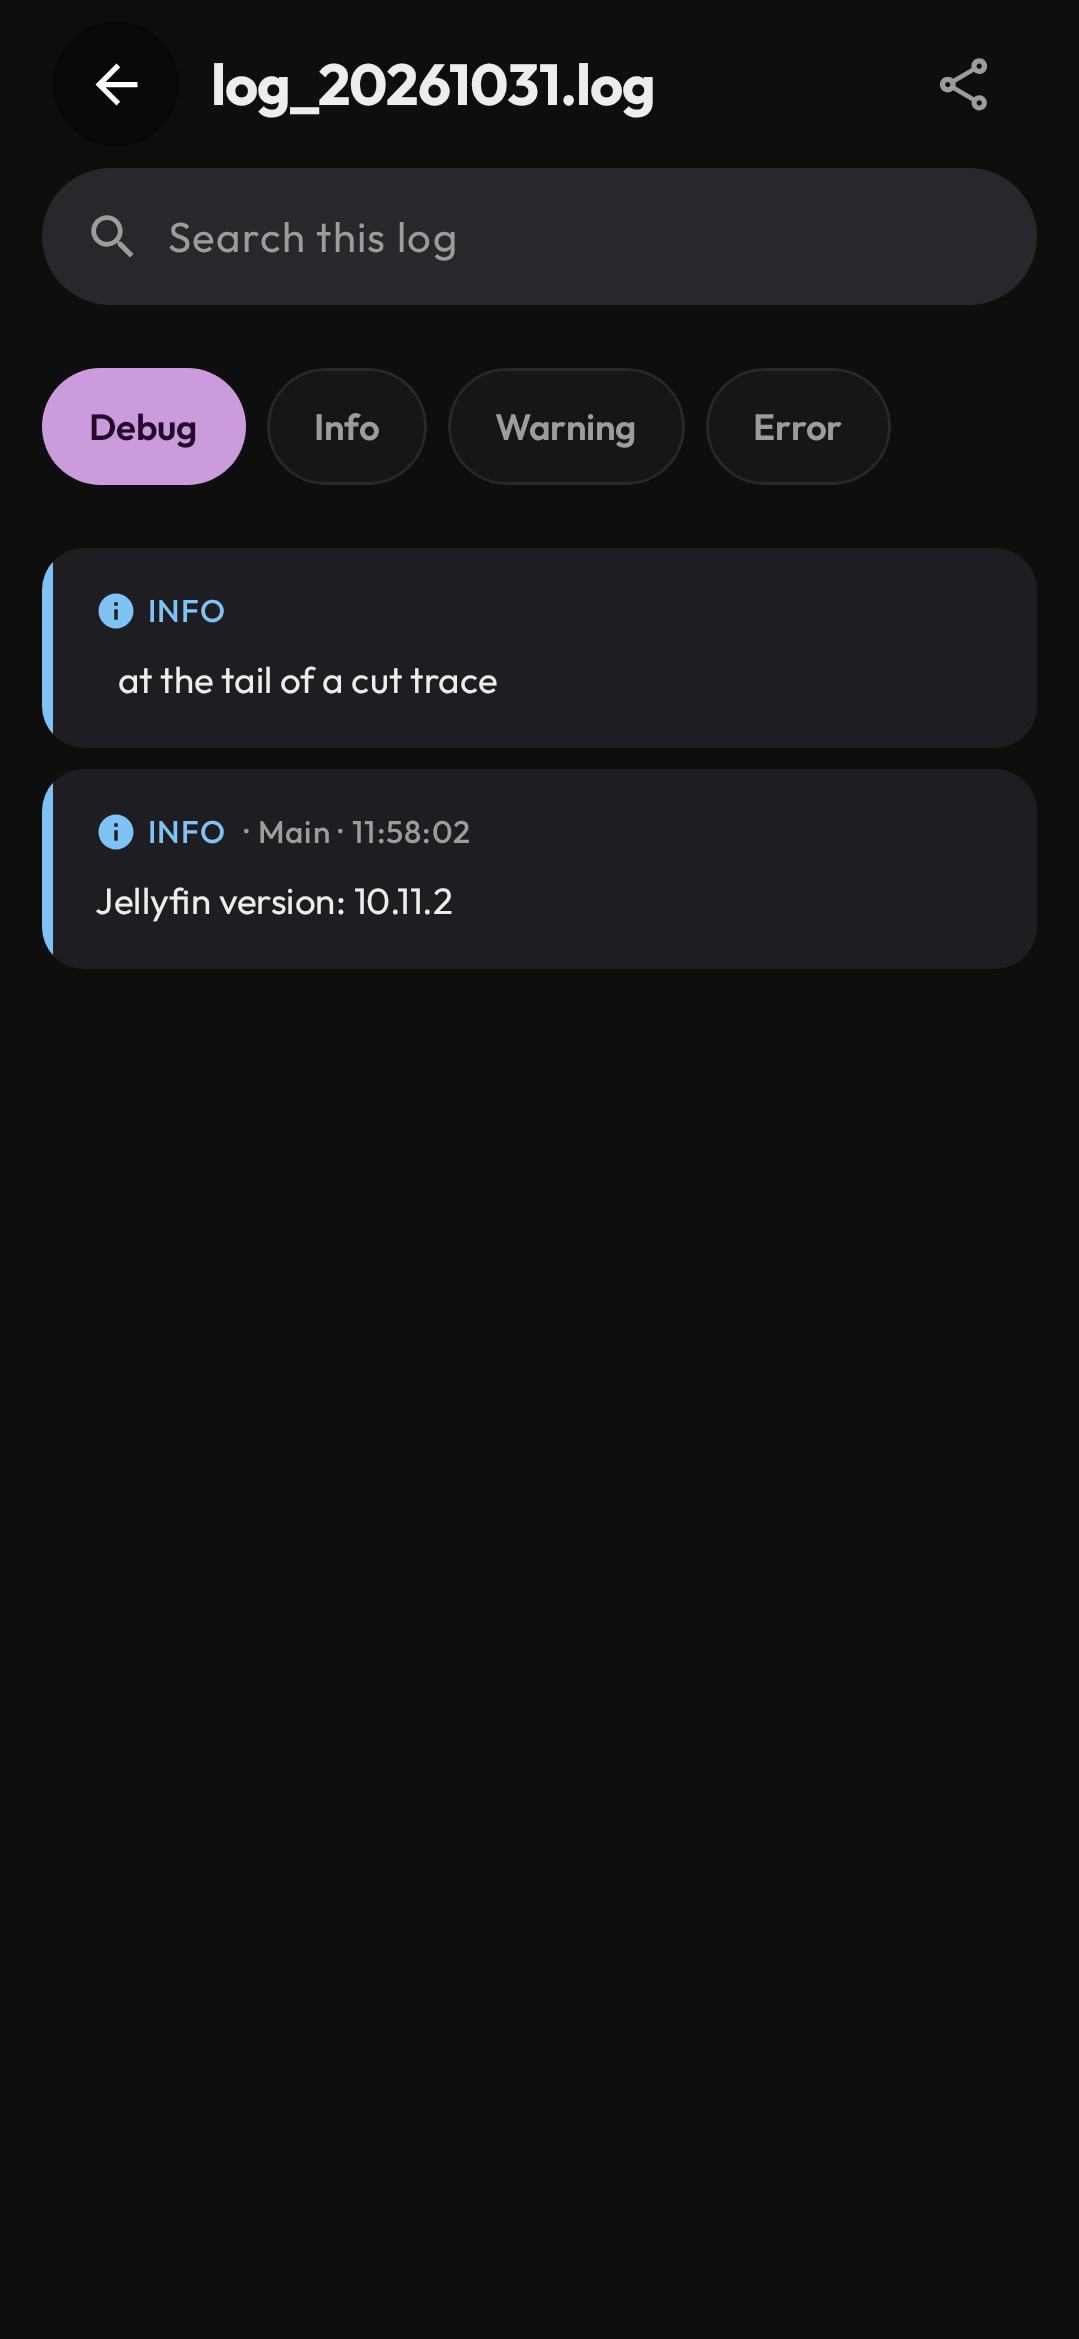 log_20261031.log
Search this log
Debug Info Warning Error
INFO
at the tail of a cut trace
INFO · Main · 11:58:02
Jellyfin version: 10.11.2